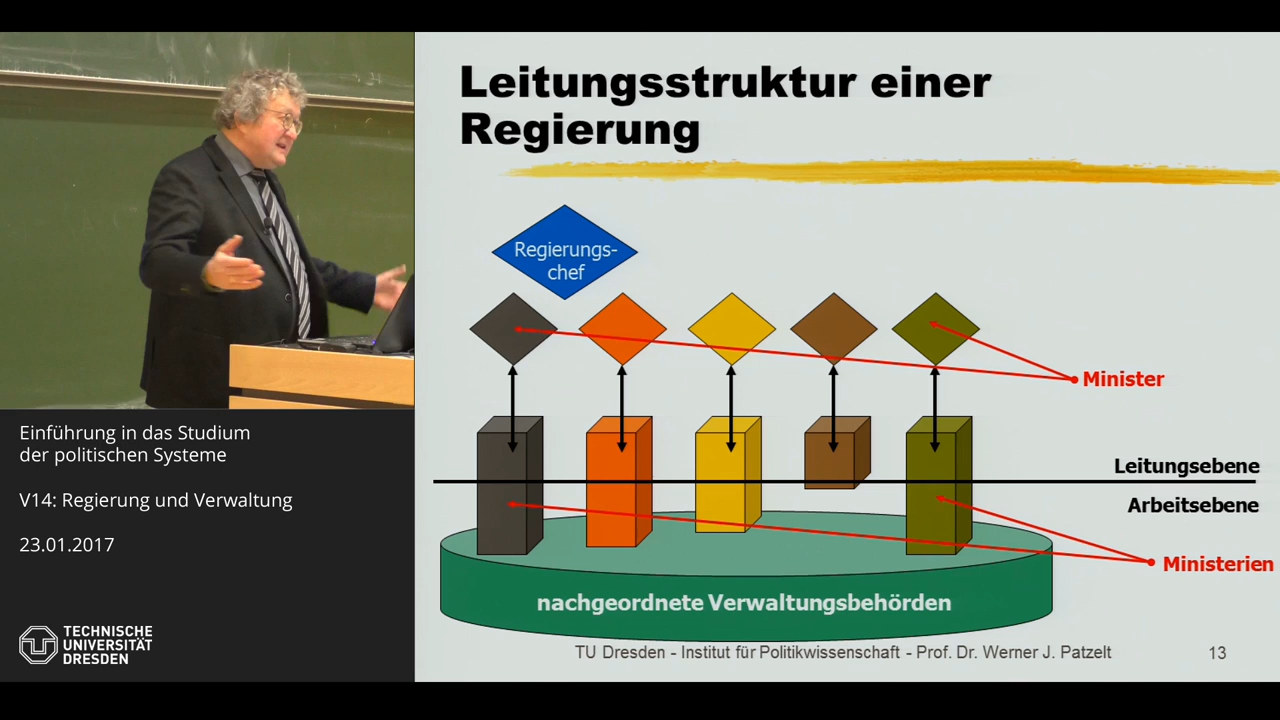 Leitungsstruktur einer
Regierung
Regierungs-
chef
Minister
Leitungsebene
Arbeitsebene
Ministerien
nachgeordnete Verwaltungsbehörden
TU Dresden - Institut für Politikwissenschaft - Prof. Dr. Werner J. Patzelt
13
Einführung in das Studium
der politischen Systeme
V14: Regierung und Verwaltung
23.01.2017
TECHNISCHE
UNIVERSITÄT
DRESDEN